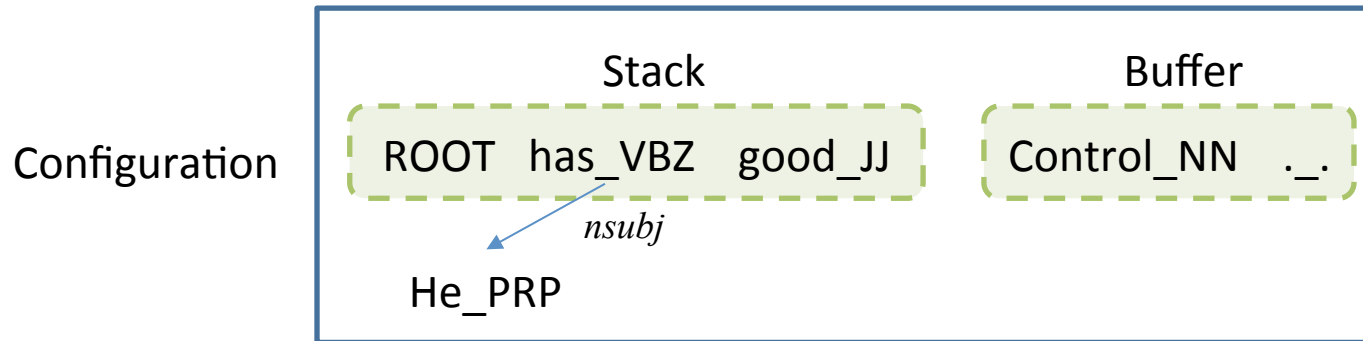 Stack Buffer
Configuration ROOT has_VBZ good_JJ Control_NN ._.
nsubj
He_PRP